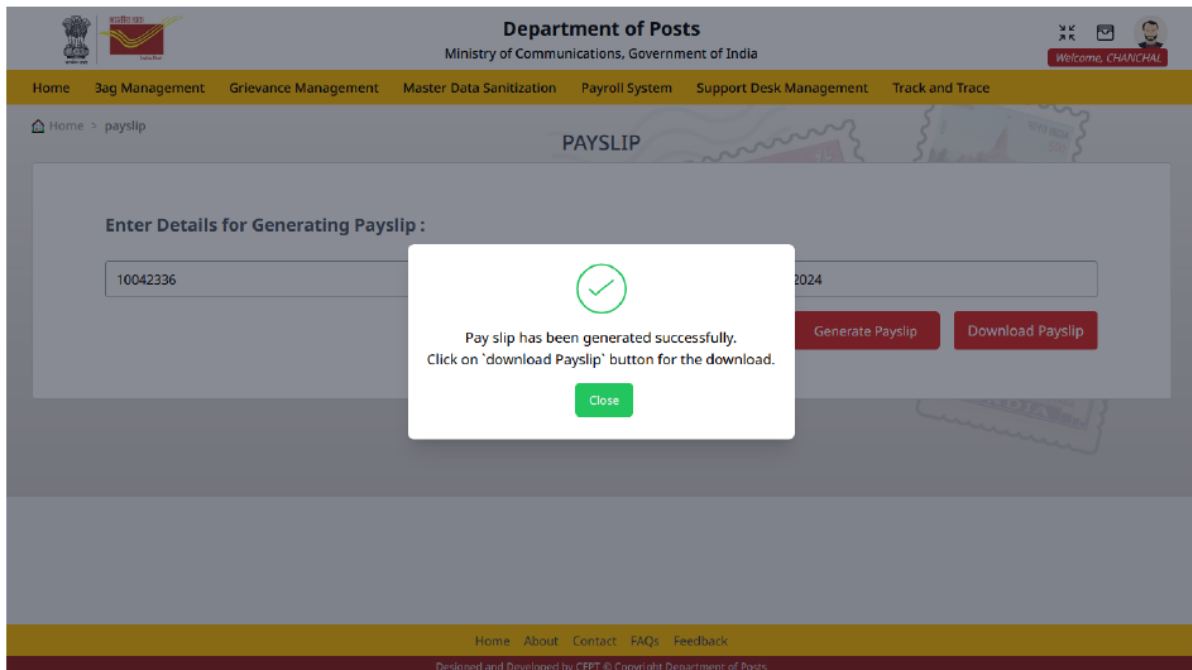 Department of Posts
Ministry of Communications, Government of India
Welcome, CHANCHAL
Home Bag Management Grievance Management Master Data Sanitization Payroll System Support Desk Management Track and Trace
Home > payslip
PAYSLIP
Enter Details for Generating Payslip :
10042336
2024
Pay slip has been generated successfully.
Click on `download Payslip` button for the download.
Generate Payslip Download Payslip
Close
INDIA
Home About Contact FAQs Feedback
Designed and Developed by CEPT © Copyright Department of Posts